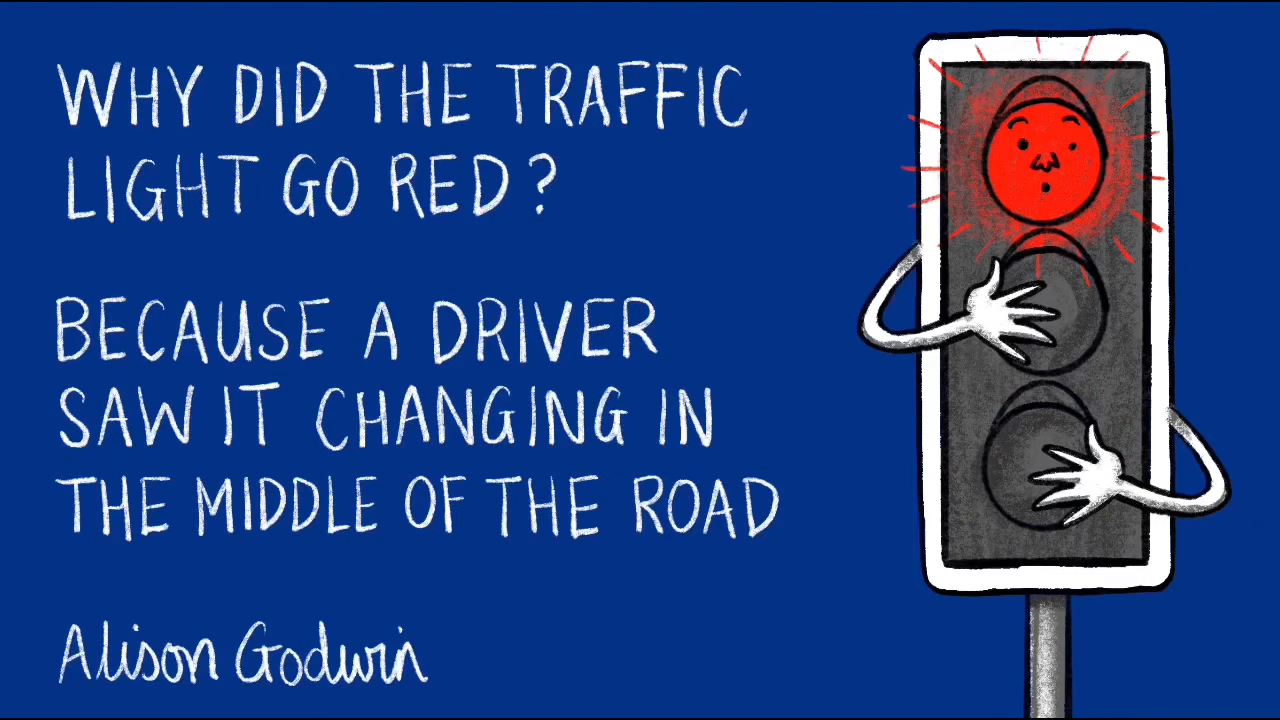 WHY DID THE TRAFFIC
LIGHT GO RED?
BECAUSE A DRIVER
SAW IT CHANGING IN
THE MIDDLE OF THE ROAD
Alison Godwin